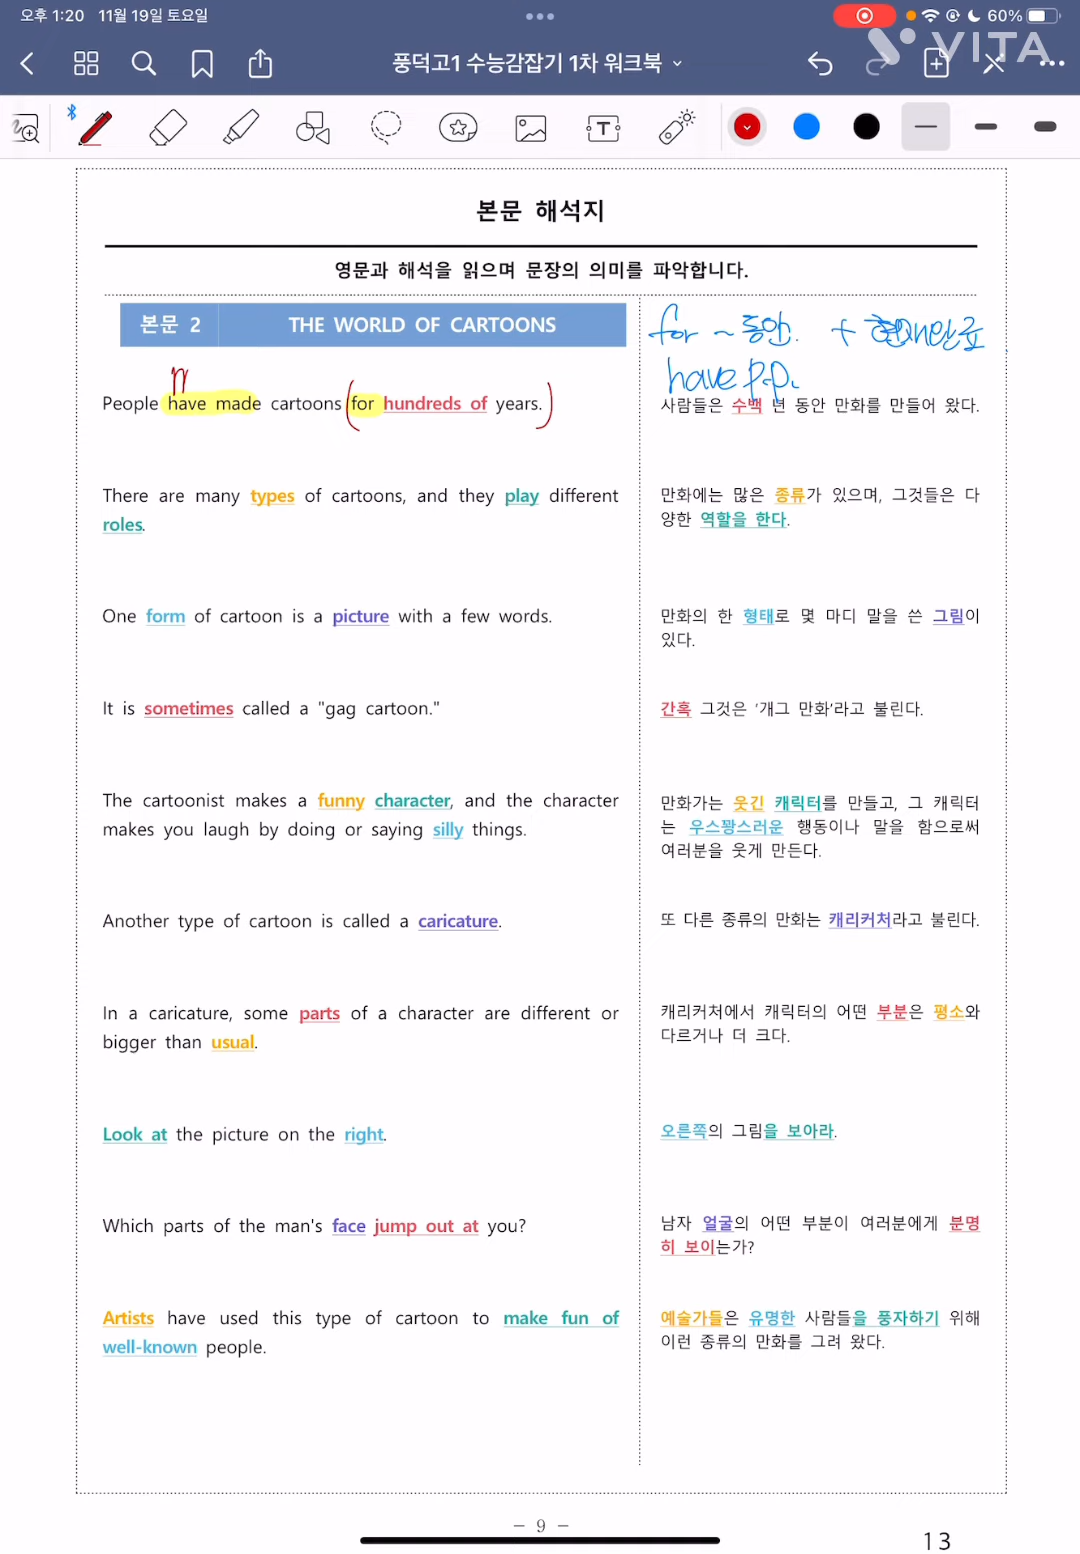 오후 1:20 11월 19일 토요일
60%
풍덕고1 수능감잡기 1차 워크북
VITA
본문 해석지
영문과 해석을 읽으며 문장의 의미를 파악합니다.
본문 2 THE WORLD OF CARTOONS
for ~ 동안. + 현재완료
have p.p.
People have made cartoons (for hundreds of years.)
사람들은 수백 년 동안 만화를 만들어 왔다.
There are many types of cartoons, and they play different
roles.
만화에는 많은 종류가 있으며, 그것들은 다
양한 역할을 한다.
One form of cartoon is a picture with a few words.
만화의 한 형태로 몇 마디 말을 쓴 그림이
있다.
It is sometimes called a "gag cartoon."
간혹 그것은 '개그 만화'라고 불린다.
The cartoonist makes a funny character, and the character
makes you laugh by doing or saying silly things.
만화가는 웃긴 캐릭터를 만들고, 그 캐릭터
는 우스꽝스러운 행동이나 말을 함으로써
여러분을 웃게 만든다.
Another type of cartoon is called a caricature.
또 다른 종류의 만화는 캐리커처라고 불린다.
In a caricature, some parts of a character are different or
bigger than usual.
캐리커처에서 캐릭터의 어떤 부분은 평소와
다르거나 더 크다.
Look at the picture on the right.
오른쪽의 그림을 보아라.
Which parts of the man's face jump out at you?
남자 얼굴의 어떤 부분이 여러분에게 분명
히 보이는가?
Artists have used this type of cartoon to make fun of
well-known people.
예술가들은 유명한 사람들을 풍자하기 위해
이런 종류의 만화를 그려 왔다.
- 9 -
13